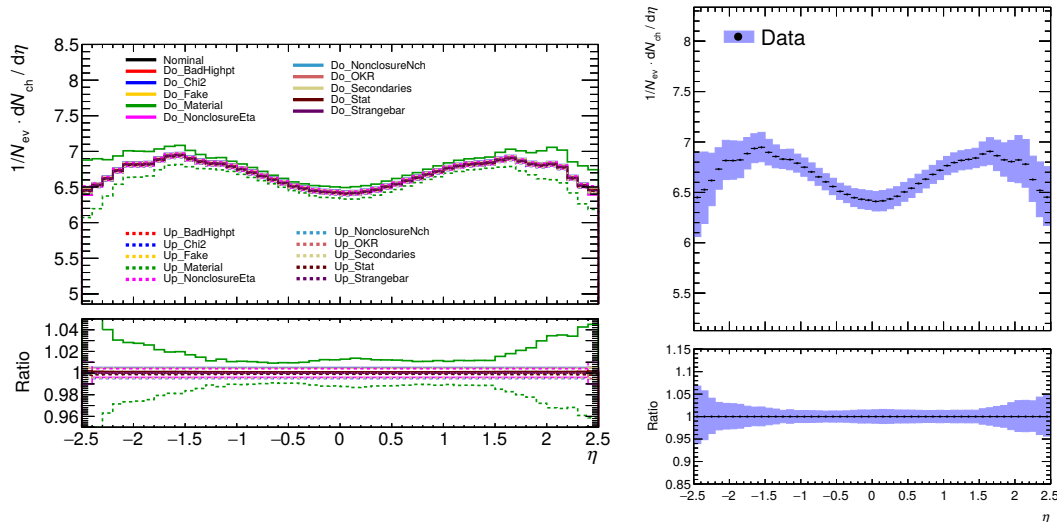 1/N_ev · dN_ch / dη
8.5
8
7.5
7
6.5
6
5.5
5
Nominal
Do_BadHighpt
Do_Chi2
Do_Fake
Do_Material
Do_NonclosureEta
Do_NonclosureNch
Do_OKR
Do_Secondaries
Do_Stat
Do_Strangebar
Up_BadHighpt
Up_Chi2
Up_Fake
Up_Material
Up_NonclosureEta
Up_NonclosureNch
Up_OKR
Up_Secondaries
Up_Stat
Up_Strangebar
Ratio
1.04
1.02
1
0.98
0.96
−2.5 −2 −1.5 −1 −0.5 0 0.5 1 1.5 2 2.5
η
1/N_ev · dN_ch / dη
8
7.5
7
6.5
6
5.5
Data
Ratio
1.15
1.1
1.05
1
0.95
0.9
0.85
−2.5 −2 −1.5 −1 −0.5 0 0.5 1 1.5 2 2.5
η